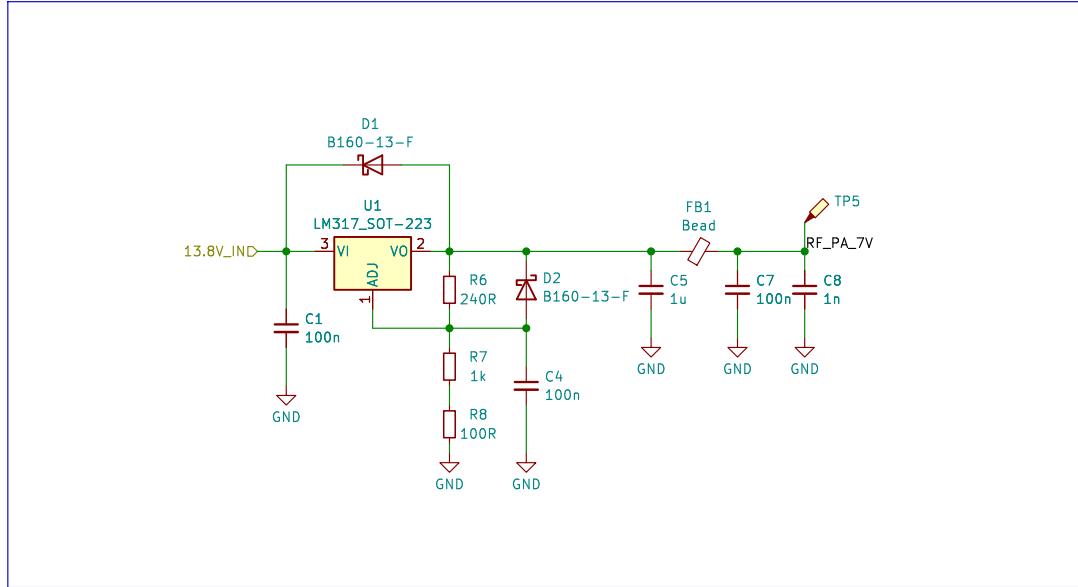 D1
B160-13-F
U1
LM317_SOT-223
13.8V_IN
3
VI
VO
2
ADJ
1
C1
100n
GND
R6
240R
D2
B160-13-F
R7
1k
R8
100R
GND
C4
100n
GND
C5
1u
GND
FB1
Bead
C7
100n
GND
TP5
RF_PA_7V
C8
1n
GND